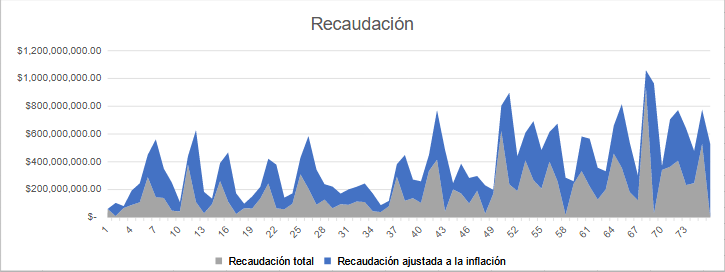 Recaudación
$1,200,000,000.00
$1,000,000,000.00
$800,000,000.00
$600,000,000.00
$400,000,000.00
$200,000,000.00
$-
1 4 7 10 13 16 19 22 25 28 31 34 37 40 43 46 49 52 55 58 61 64 67 70 73
Recaudación total Recaudación ajustada a la inflación